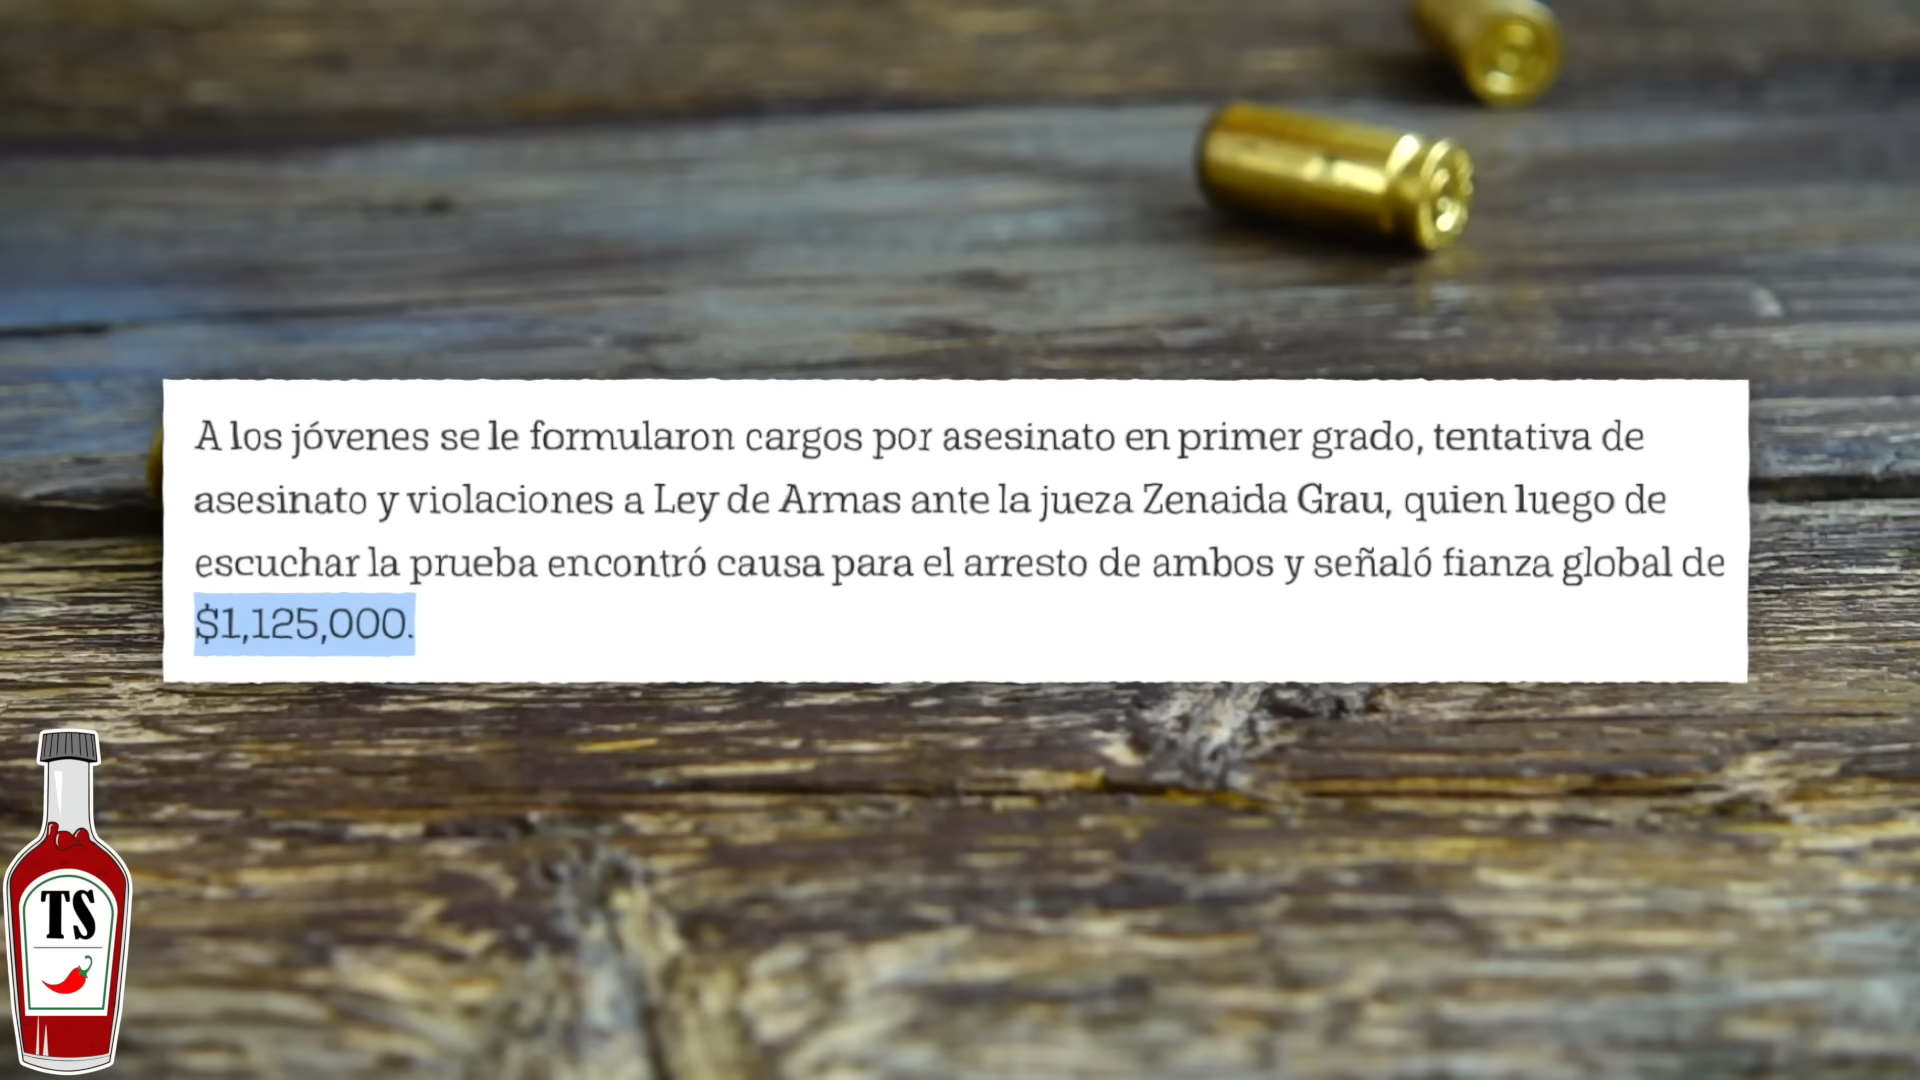 A los jóvenes se le formularon cargos por asesinato en primer grado, tentativa de
asesinato y violaciones a Ley de Armas ante la jueza Zenaida Grau, quien luego de
escuchar la prueba encontró causa para el arresto de ambos y señaló fianza global de
$1,125,000.
TS